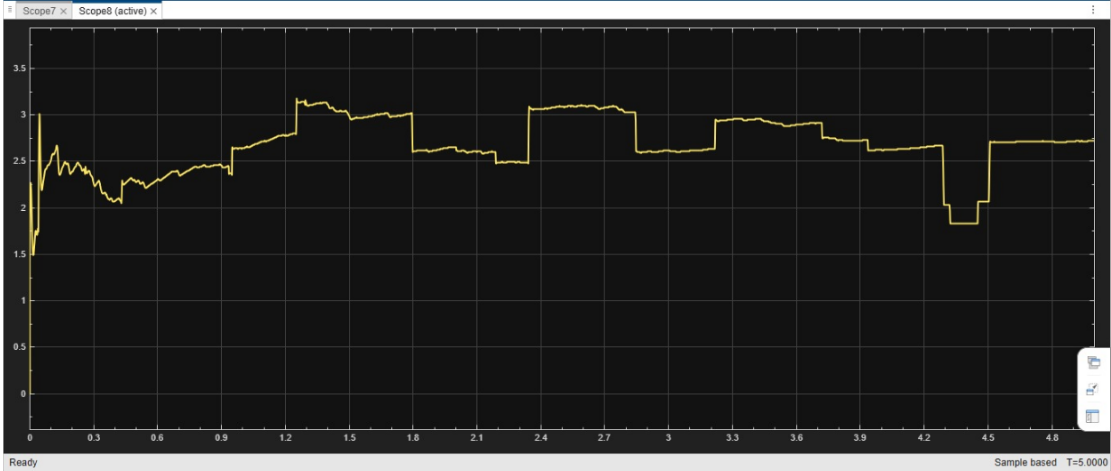 Scope7 × Scope8 (active) ×
3.5
3
2.5
2
1.5
1
0.5
0
0 0.3 0.6 0.9 1.2 1.5 1.8 2.1 2.4 2.7 3 3.3 3.6 3.9 4.2 4.5 4.8
Ready Sample based T=5.0000